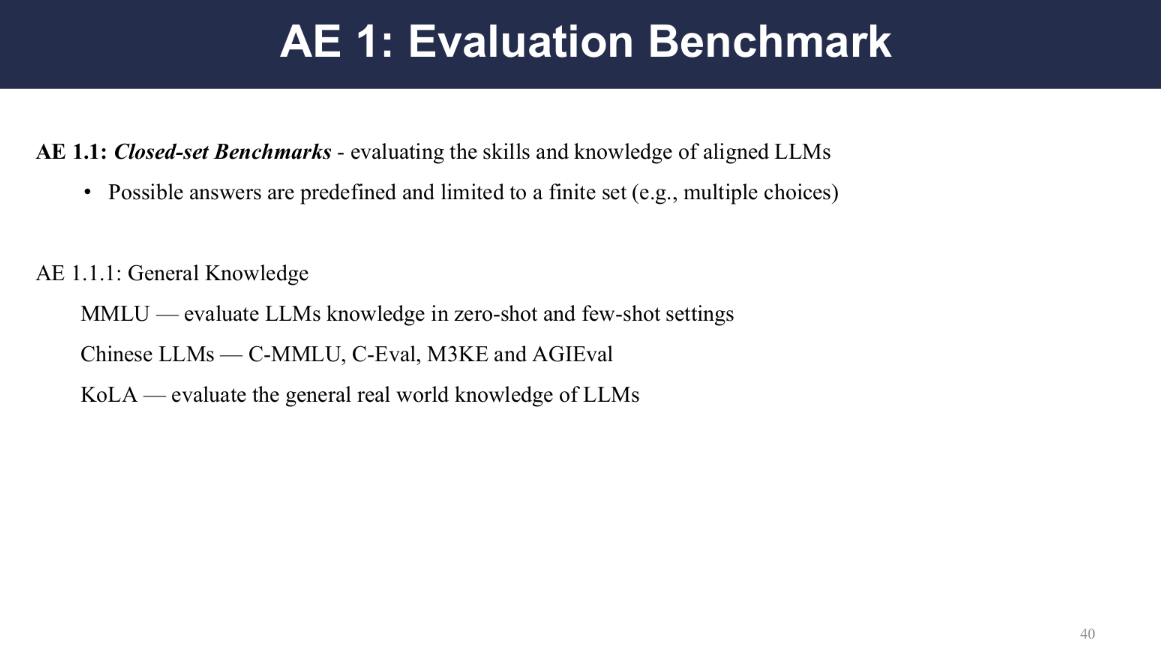 AE 1: Evaluation Benchmark
AE 1.1: Closed-set Benchmarks - evaluating the skills and knowledge of aligned LLMs
• Possible answers are predefined and limited to a finite set (e.g., multiple choices)
AE 1.1.1: General Knowledge
MMLU — evaluate LLMs knowledge in zero-shot and few-shot settings
Chinese LLMs — C-MMLU, C-Eval, M3KE and AGIEval
KoLA — evaluate the general real world knowledge of LLMs
40